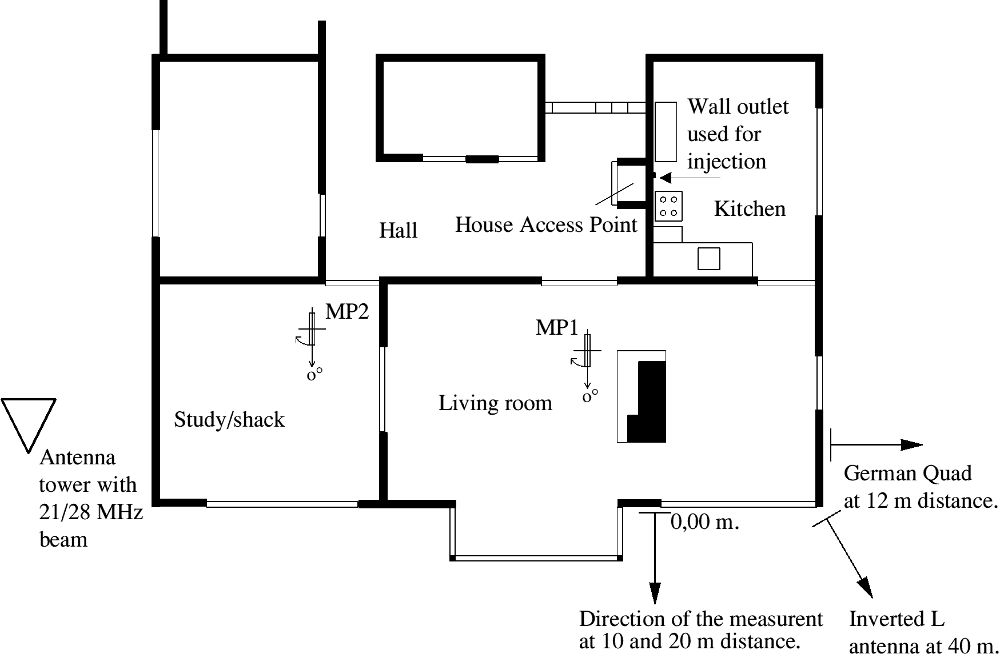 Wall outlet
used for
injection
Kitchen
House Access Point
Hall
MP2
o°
MP1
o°
Living room
Study/shack
Antenna
tower with
21/28 MHz
beam
German Quad
at 12 m distance.
0,00 m.
Direction of the measurent
at 10 and 20 m distance.
Inverted L
antenna at 40 m.